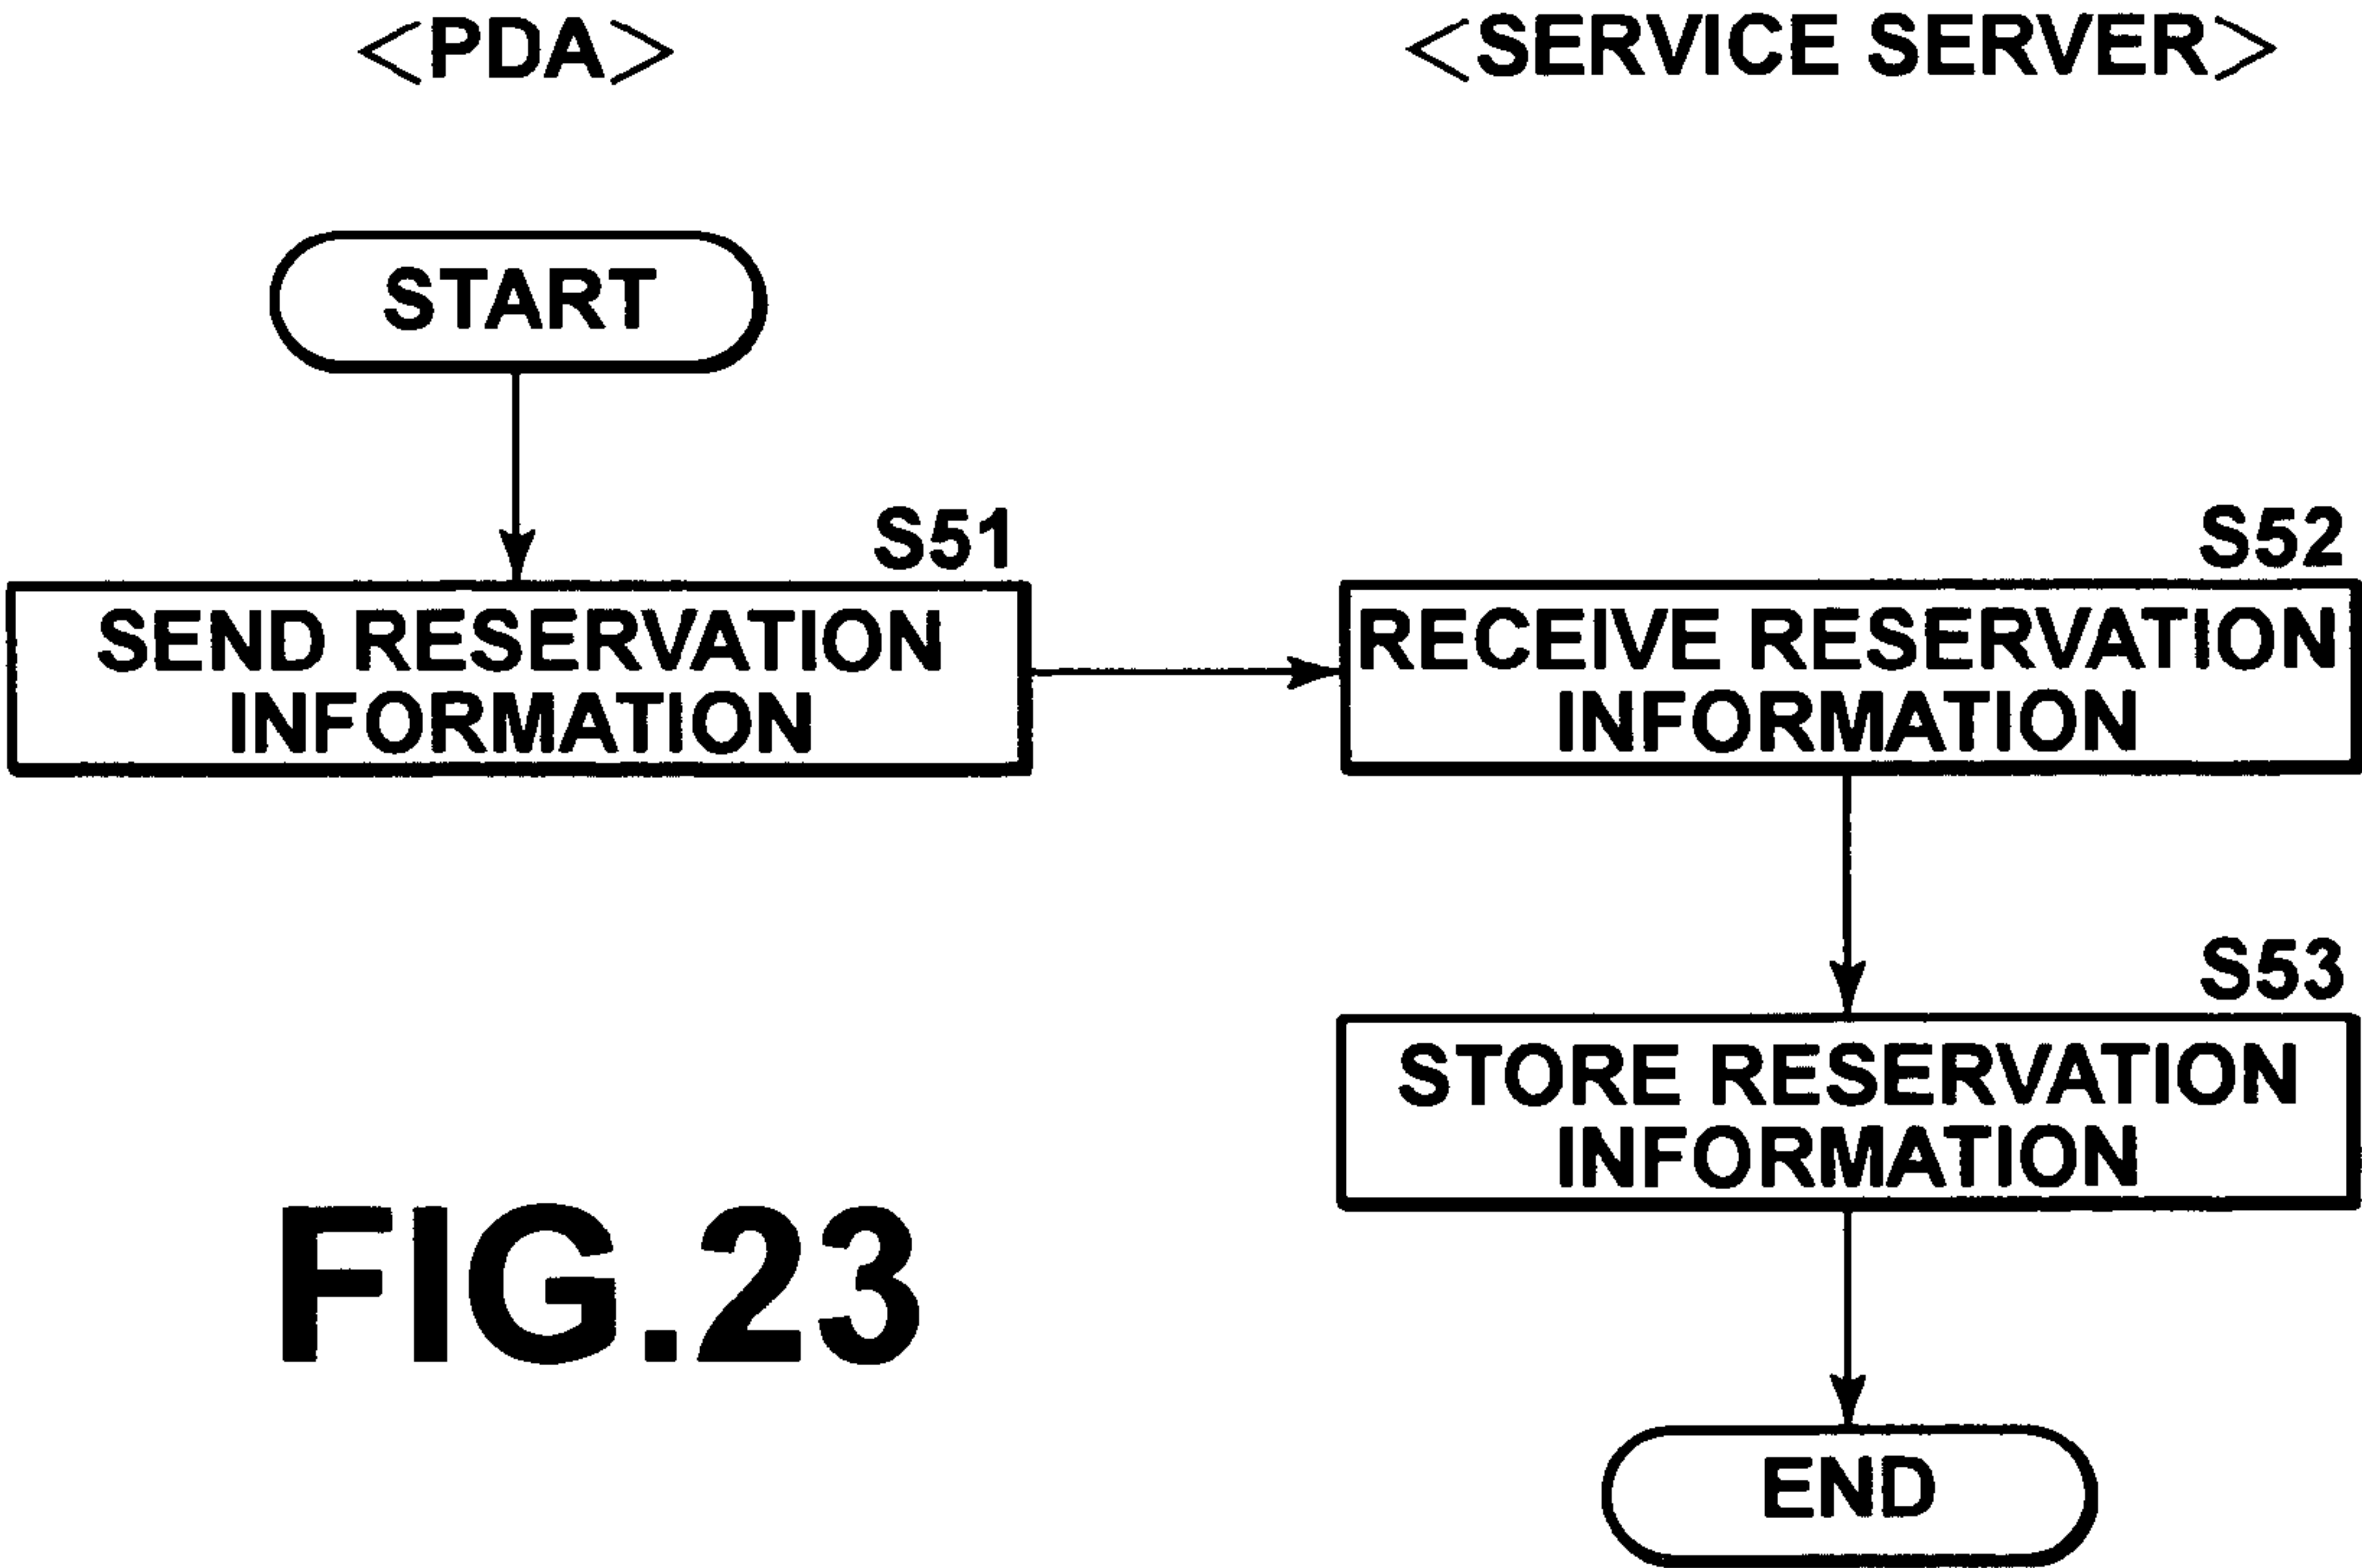 <PDA>
<SERVICE SERVER>
START
S51
SEND RESERVATION
INFORMATION
S52
RECEIVE RESERVATION
INFORMATION
S53
STORE RESERVATION
INFORMATION
END
FIG.23